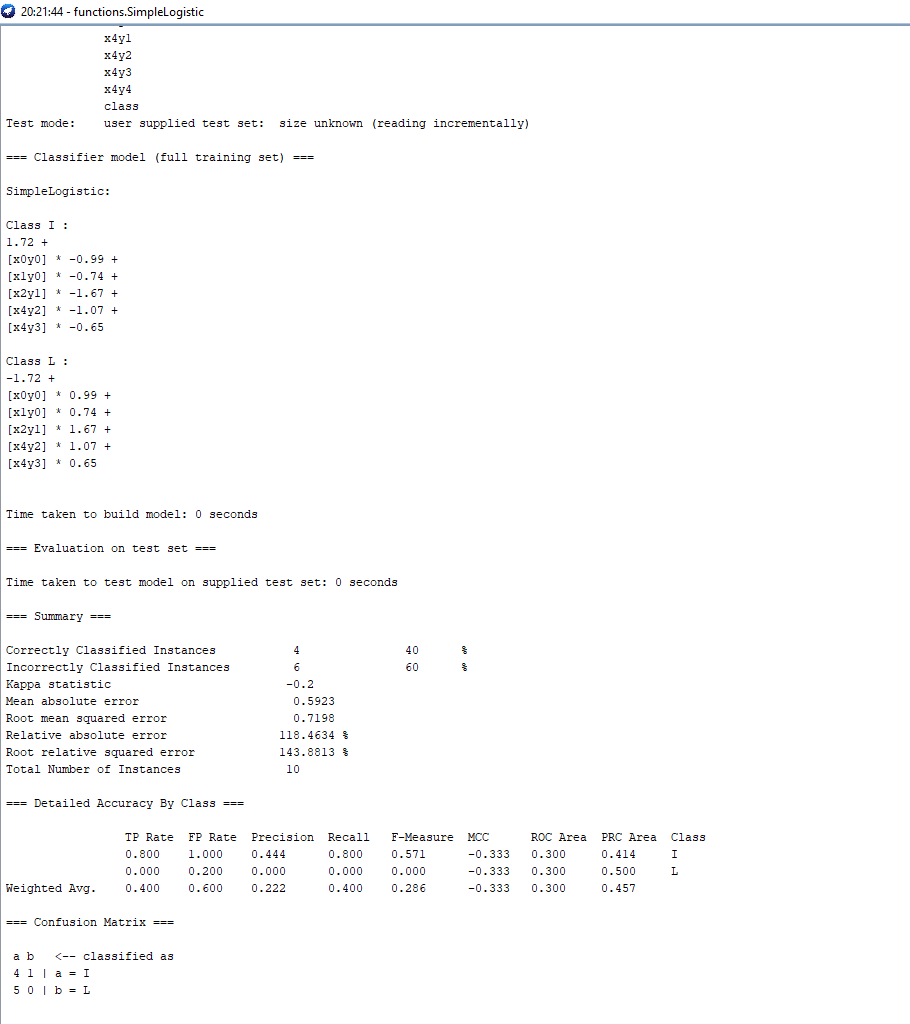 20:21:44 - functions.SimpleLogistic
x4y1
x4y2
x4y3
x4y4
class
Test mode:    user supplied test set:  size unknown (reading incrementally)
=== Classifier model (full training set) ===
SimpleLogistic:
Class I :
1.72 +
[x0y0] * -0.99 +
[x1y0] * -0.74 +
[x2y1] * -1.67 +
[x4y2] * -1.07 +
[x4y3] * -0.65
Class L :
-1.72 +
[x0y0] * 0.99 +
[x1y0] * 0.74 +
[x2y1] * 1.67 +
[x4y2] * 1.07 +
[x4y3] * 0.65
Time taken to build model: 0 seconds
=== Evaluation on test set ===
Time taken to test model on supplied test set: 0 seconds
=== Summary ===
Correctly Classified Instances           4               40      %
Incorrectly Classified Instances         6               60      %
Kappa statistic                         -0.2
Mean absolute error                      0.5923
Root mean squared error                  0.7198
Relative absolute error                118.4634 %
Root relative squared error            143.8813 %
Total Number of Instances               10
=== Detailed Accuracy By Class ===
TP Rate  FP Rate  Precision  Recall   F-Measure  MCC      ROC Area  PRC Area  Class
0.800    1.000    0.444      0.800    0.571      -0.333   0.300     0.414     I
0.000    0.200    0.000      0.000    0.000      -0.333   0.300     0.500     L
Weighted Avg.    0.400    0.600    0.222      0.400    0.286      -0.333   0.300     0.457
=== Confusion Matrix ===
a b   <-- classified as
4 1 | a = I
5 0 | b = L